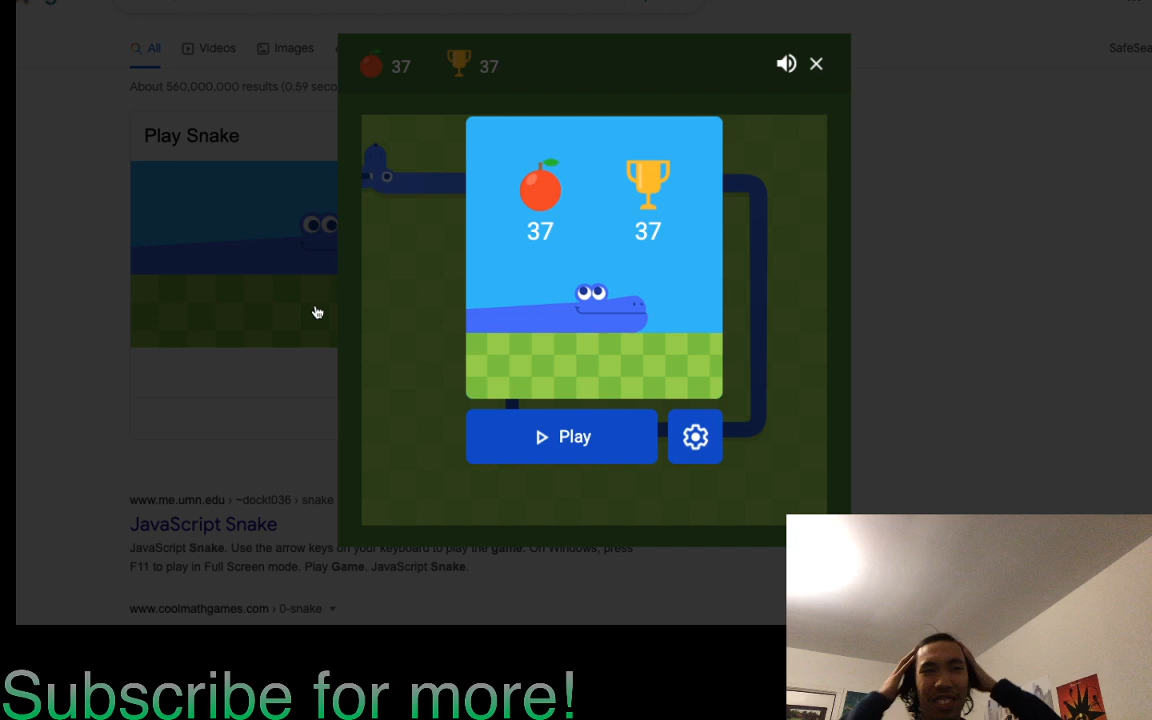 All Videos Images SafeSea
About 560,000,000 results (0.59 seco
37 37
Play Snake
37 37
Play
www.me.umn.edu › ~dockt036 › snake
JavaScript Snake
JavaScript Snake. Use the arrow keys on your keyboard to play the game. On Windows, press
F11 to play in Full Screen mode. Play Game. JavaScript Snake.
www.coolmathgames.com › 0-snake
Subscribe for more!